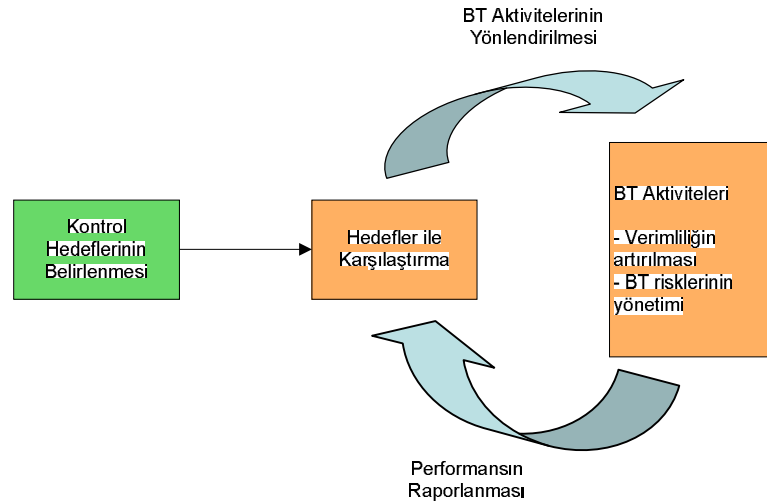 BT Aktivitelerinin
Yönlendirilmesi
Kontrol
Hedeflerinin
Belirlenmesi
Hedefler ile
Karşılaştırma
BT Aktiviteleri
- Verimliliğin
artırılması
- BT risklerinin
yönetimi
Performansın
Raporlanması